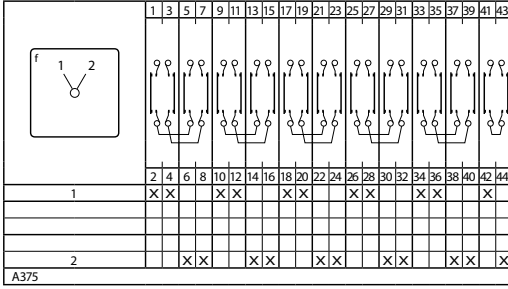 1 3 5 7 9 11 13 15 17 19 21 23 25 27 29 31 33 35 37 39 41 43
f
1 2
2 4 6 8 10 12 14 16 18 20 22 24 26 28 30 32 34 36 38 40 42 44
1 X X X X X X X X X X X
2 X X X X X X X X X X X
A375